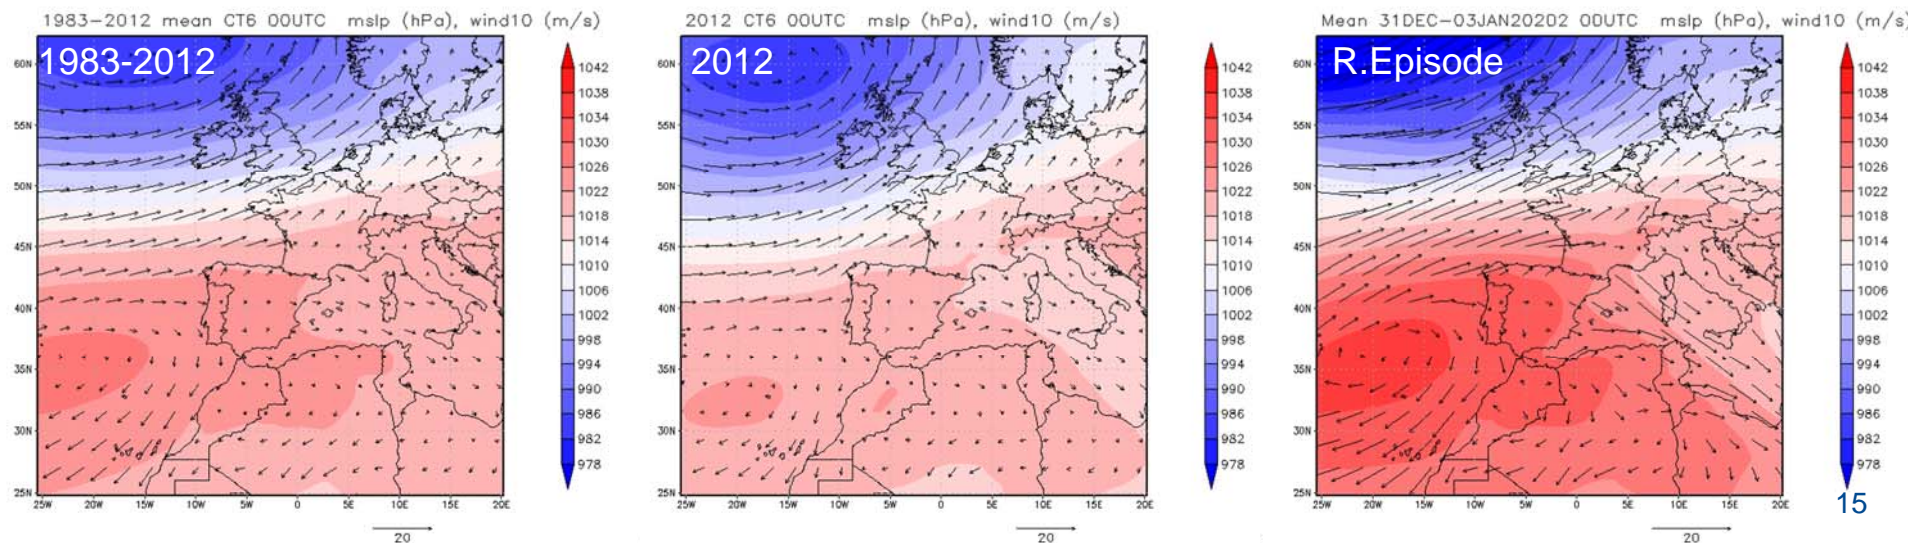 1983-2012 mean CT6 00UTC mslp (hPa), wind10 (m/s)
1983-2012
60N
55N
50N
45N
40N
35N
30N
25N
25W 20W 15W 10W 5W 0 5E 10E 15E 20E
20
1042
1038
1034
1030
1026
1022
1018
1014
1010
1006
1002
998
994
990
986
982
978
2012 CT6 00UTC mslp (hPa), wind10 (m/s)
2012
60N
55N
50N
45N
40N
35N
30N
25N
25W 20W 15W 10W 5W 0 5E 10E 15E 20E
20
1042
1038
1034
1030
1026
1022
1018
1014
1010
1006
1002
998
994
990
986
982
978
Mean 31DEC-03JAN2020 00UTC mslp (hPa), wind10 (m/s)
R.Episode
60N
55N
50N
45N
40N
35N
30N
25N
25W 20W 15W 10W 5W 0 5E 10E 15E 20E
20
1042
1038
1034
1030
1026
1022
1018
1014
1010
1006
1002
998
994
990
986
982
978
15